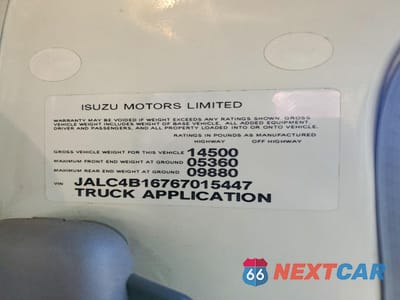 ISUZU MOTORS LIMITED
WARRANTY MAY BE VOIDED IF WEIGHT EXCEEDS ANY RATINGS SHOWN. GROSS
VEHICLE WEIGHT INCLUDES WEIGHT OF BASE VEHICLE, ALL ADDED EQUIPMENT,
DRIVER AND PASSENGERS, AND ALL PROPERTY LOADED INTO OR ONTO VEHICLE.
RATINGS IN POUNDS AS MANUFACTURED
HIGHWAY OFF HIGHWAY
GROSS VEHICLE WEIGHT FOR THIS VEHICLE 14500
MAXIMUM FRONT END WEIGHT AT GROUND 05360
MAXIMUM REAR END WEIGHT AT GROUND 09880
VIN JALC4B16767015447
TRUCK APPLICATION
66 NEXTCAR